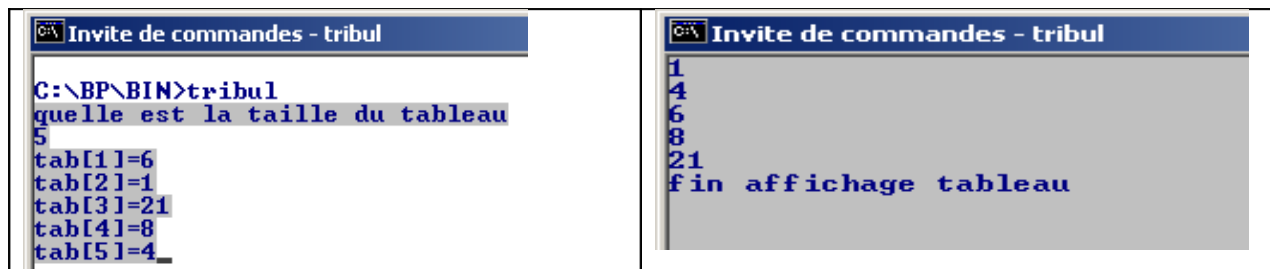 Invite de commandes - tribul
C:\BP\BIN>tribul
quelle est la taille du tableau
5
tab[1]=6
tab[2]=1
tab[3]=21
tab[4]=8
tab[5]=4_
Invite de commandes - tribul
1
4
6
8
21
fin affichage tableau